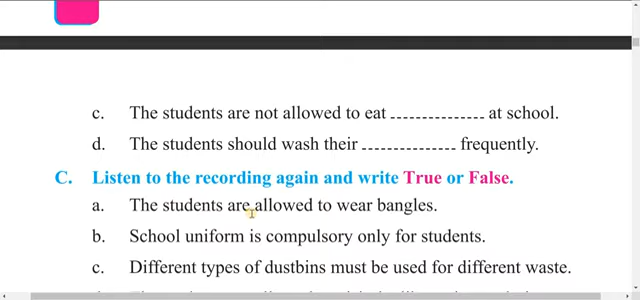 c. The students are not allowed to eat _______________ at school.
d. The students should wash their _______________ frequently.
C. Listen to the recording again and write True or False.
a. The students are allowed to wear bangles.
b. School uniform is compulsory only for students.
c. Different types of dustbins must be used for different waste.